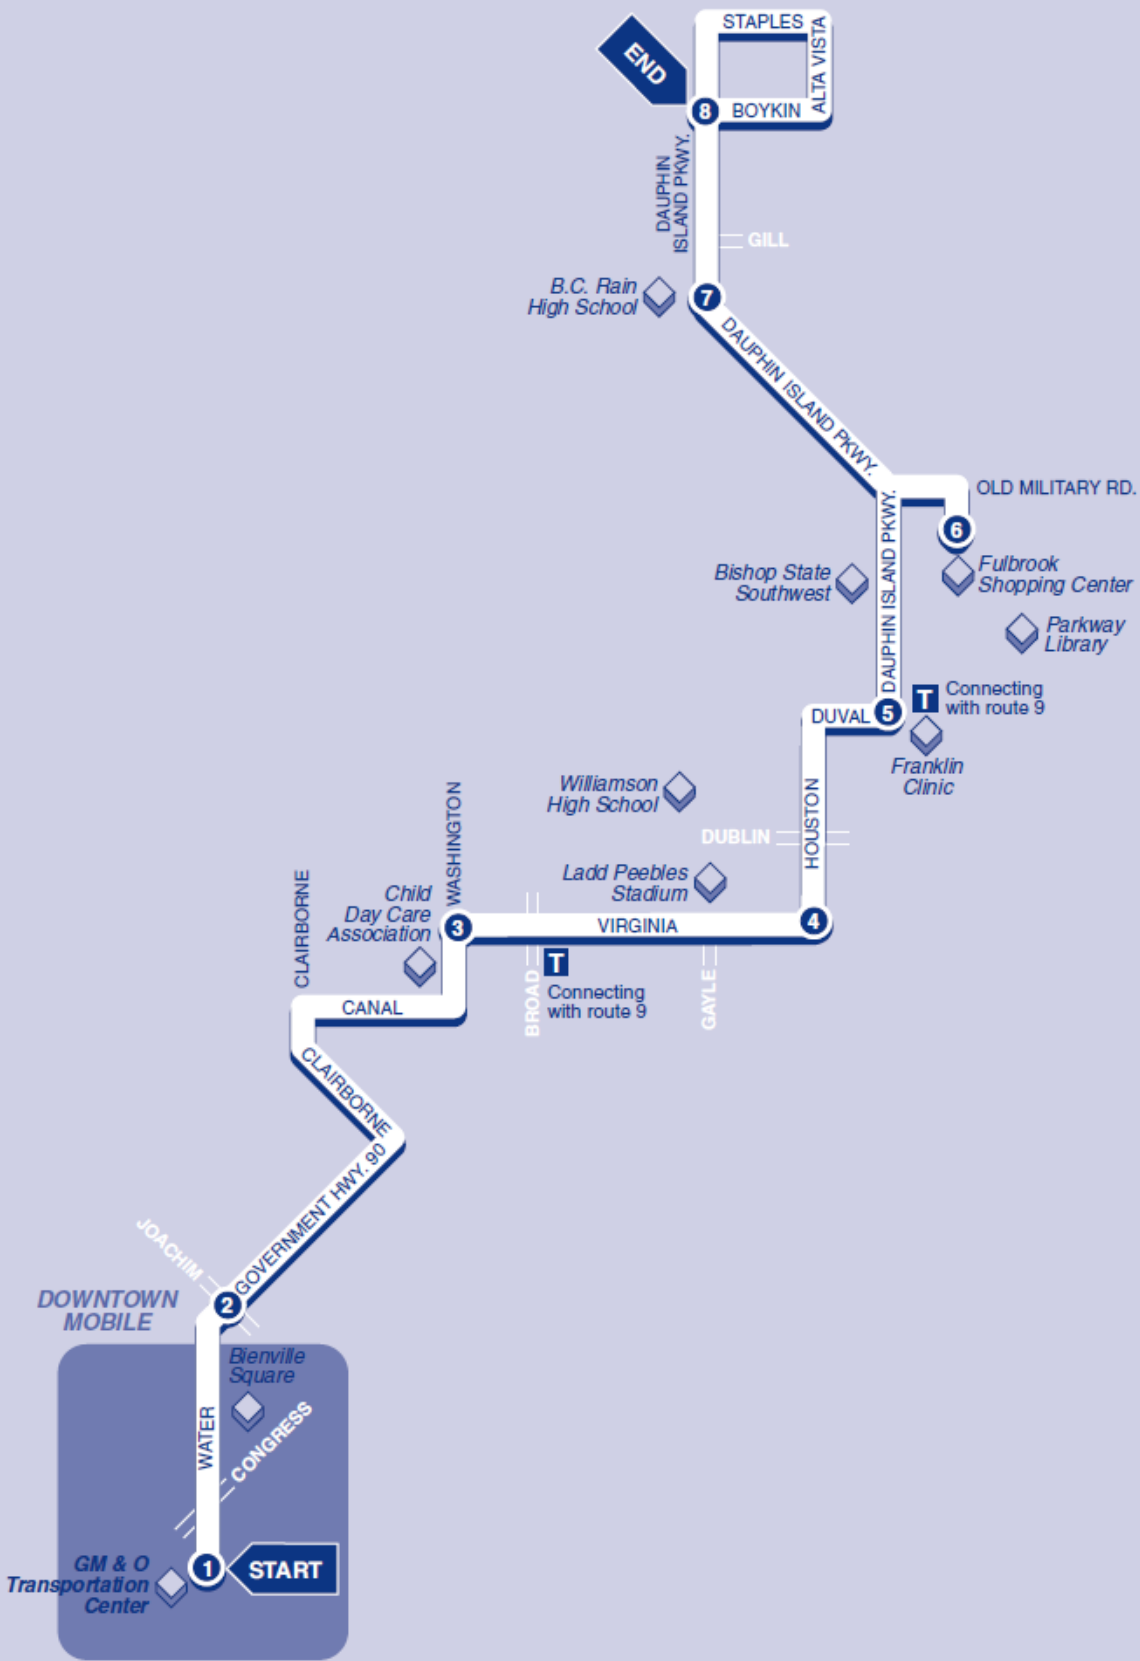 STAPLES
ALTA VISTA
END
8
BOYKIN
DAUPHIN
ISLAND PKWY.
GILL
B.C. Rain
High School
7
DAUPHIN ISLAND PKWY.
OLD MILITARY RD.
6
DAUPHIN ISLAND PKWY.
Bishop State
Southwest
Fulbrook
Shopping Center
Parkway
Library
T
Connecting
with route 9
DUVAL
5
Franklin
Clinic
Williamson
High School
HOUSTON
DUBLIN
WASHINGTON
Ladd Peebles
Stadium
CLAIRBORNE
Child
Day Care
Association
3
VIRGINIA
4
T
BROAD
Connecting
with route 9
GAYLE
CANAL
CLAIRBORNE
GOVERNMENT HWY. 90
JOACHIM
2
DOWNTOWN
MOBILE
Bienville
Square
WATER
CONGRESS
GM & O
Transportation
Center
1
START